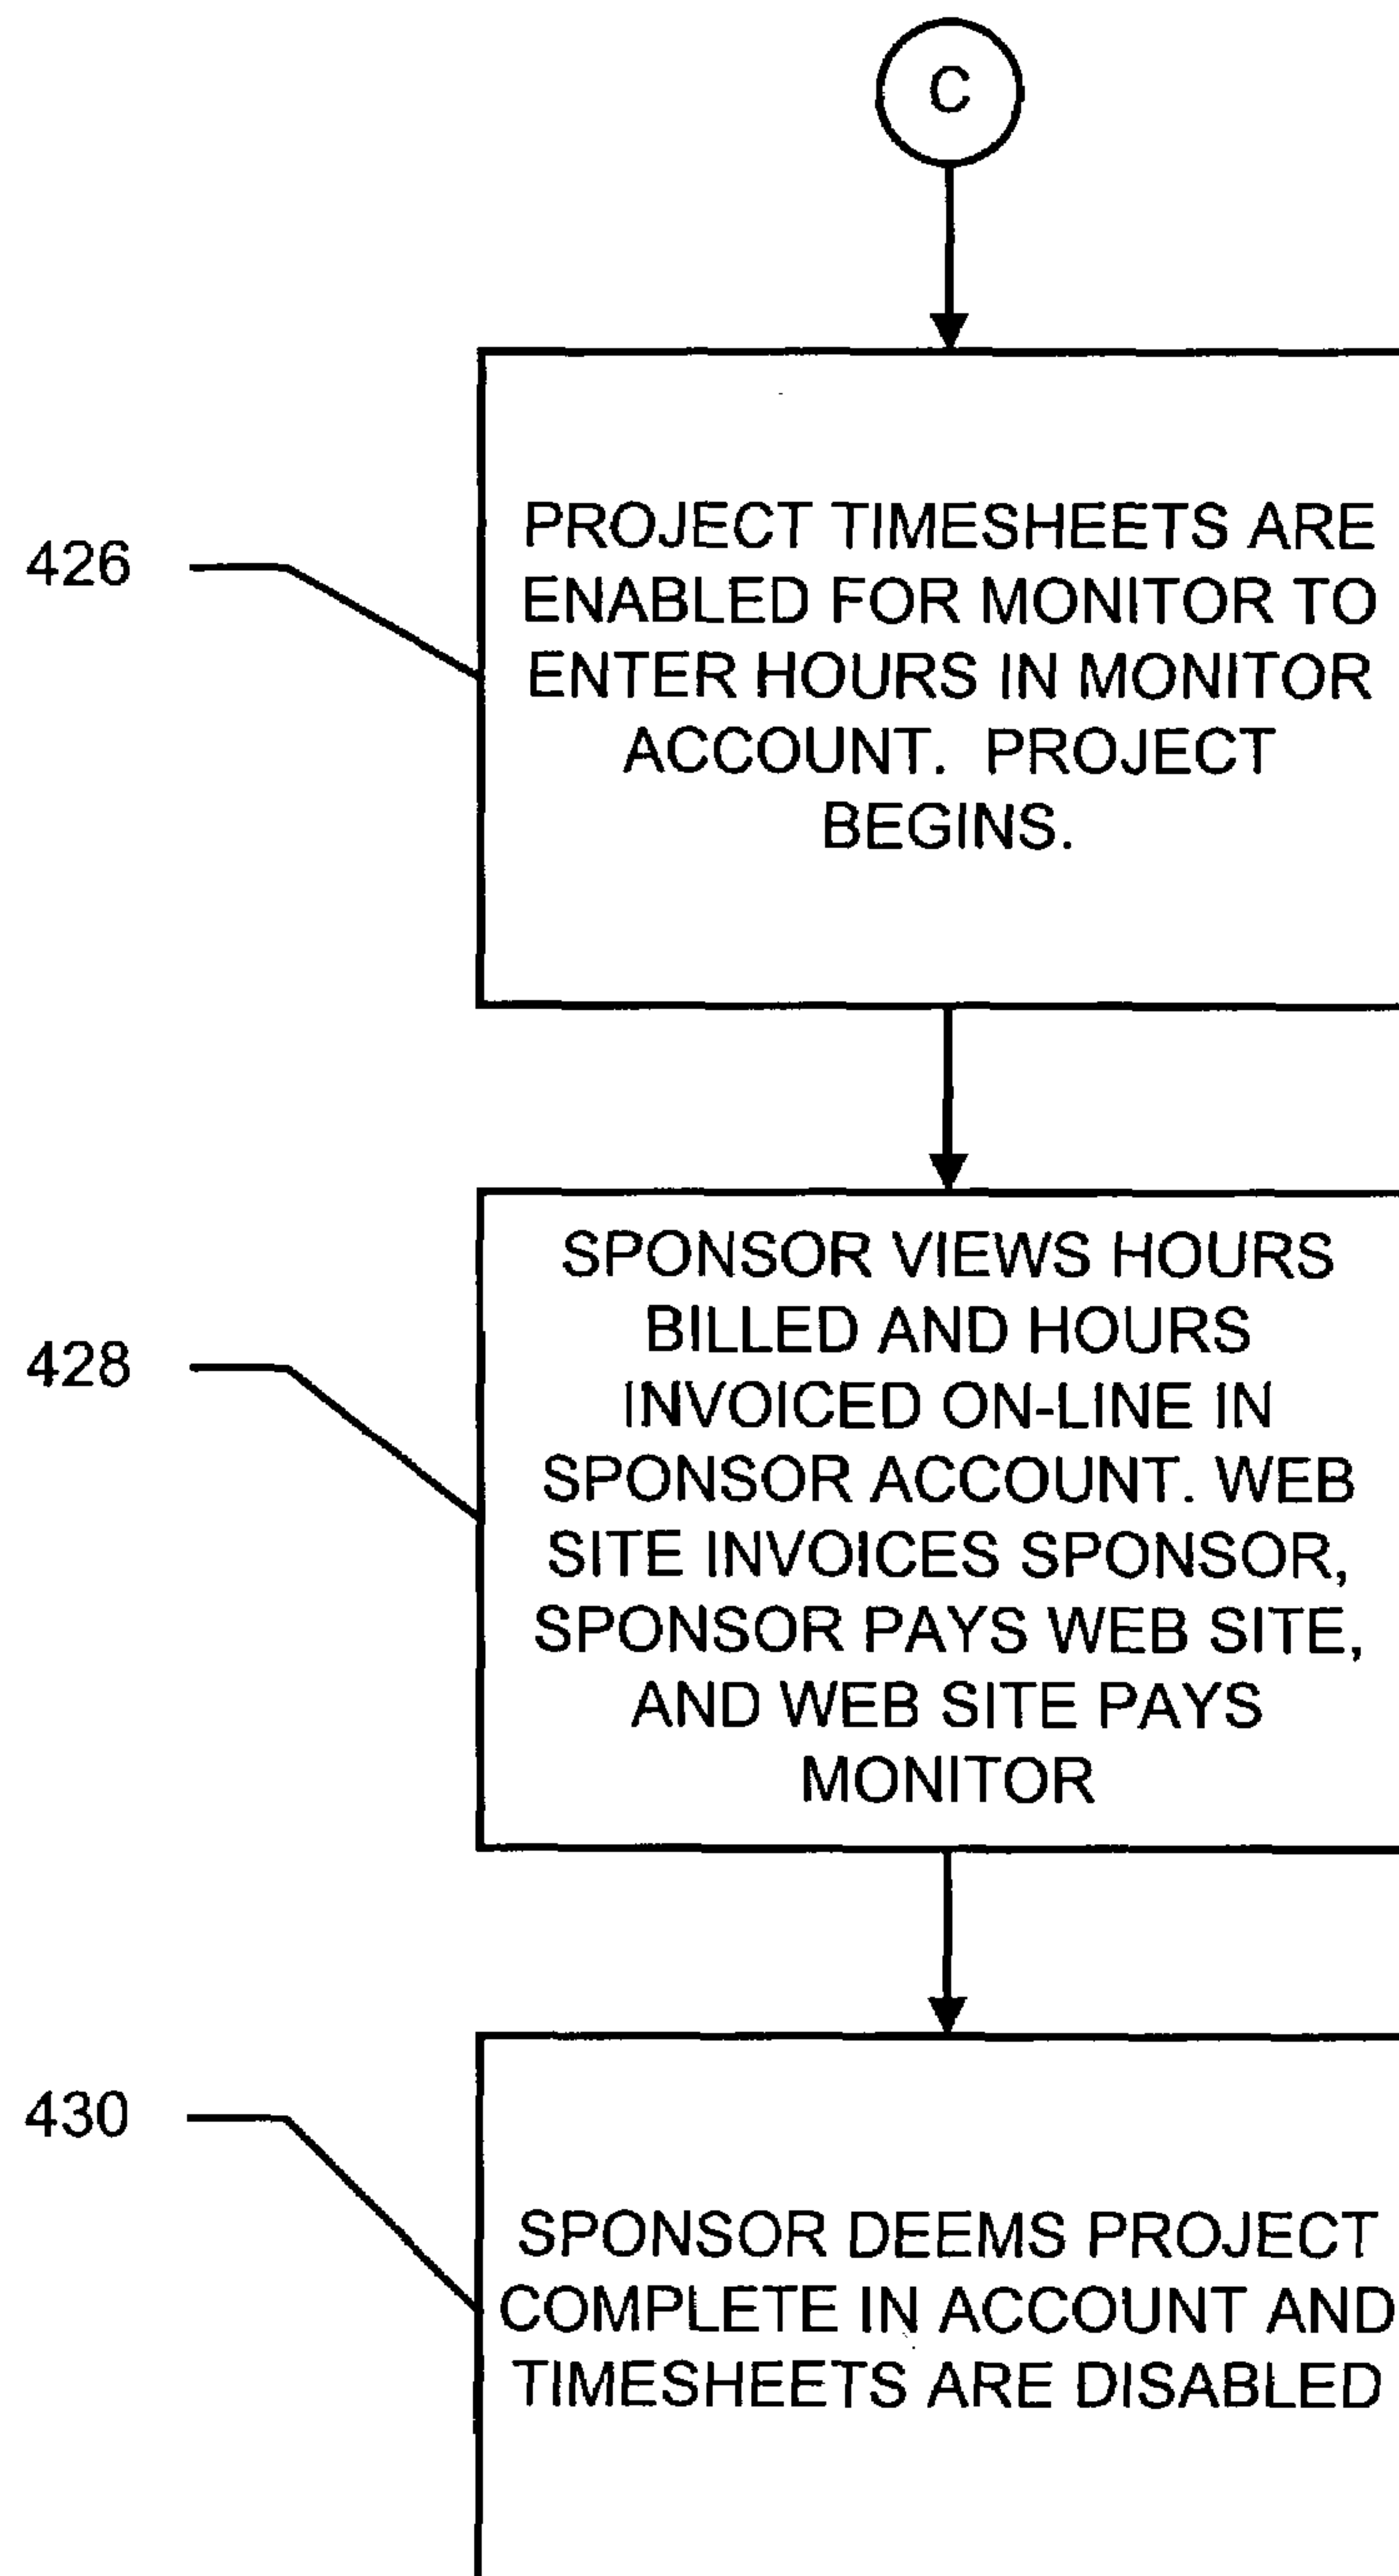 C
426
PROJECT TIMESHEETS ARE
ENABLED FOR MONITOR TO
ENTER HOURS IN MONITOR
ACCOUNT. PROJECT
BEGINS.
428
SPONSOR VIEWS HOURS
BILLED AND HOURS
INVOICED ON-LINE IN
SPONSOR ACCOUNT. WEB
SITE INVOICES SPONSOR,
SPONSOR PAYS WEB SITE,
AND WEB SITE PAYS
MONITOR
430
SPONSOR DEEMS PROJECT
COMPLETE IN ACCOUNT AND
TIMESHEETS ARE DISABLED